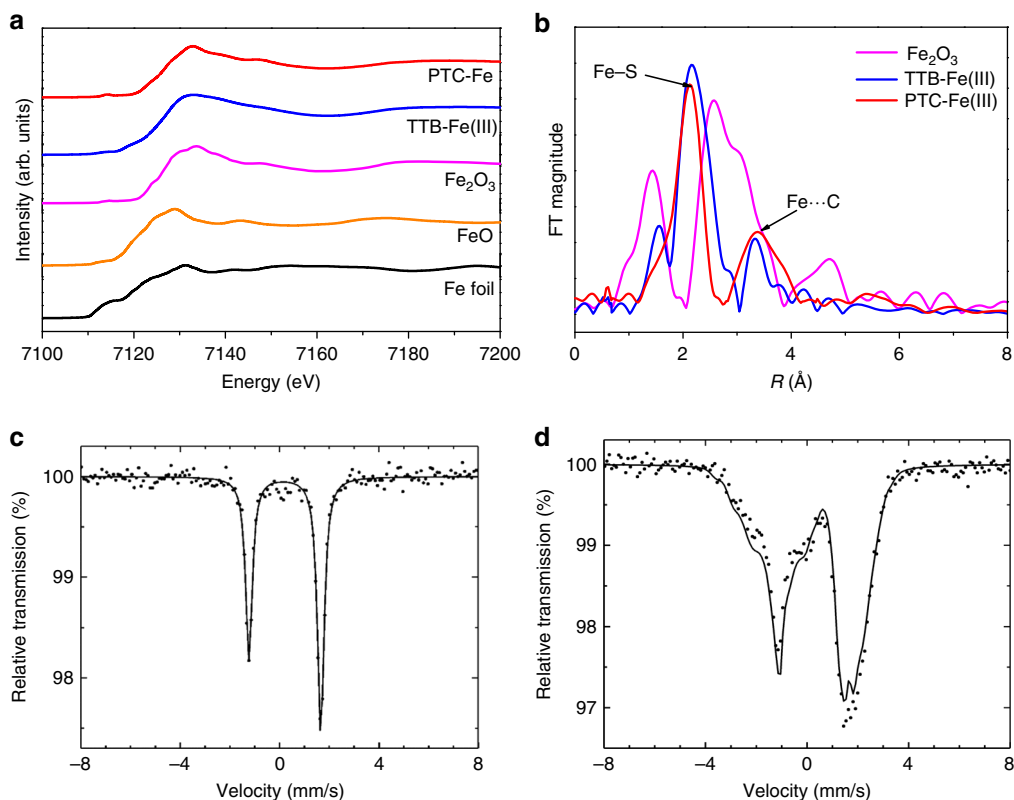 a
Intensity (arb. units)
PTC-Fe
TTB-Fe(III)
Fe₂O₃
FeO
Fe foil
7100 7120 7140 7160 7180 7200
Energy (eV)
b
FT magnitude
Fe–S
Fe···C
Fe₂O₃
TTB-Fe(III)
PTC-Fe(III)
0 2 4 6 8
R (Å)
c
Relative transmission (%)
100
99
98
–8 –4 0 4 8
Velocity (mm/s)
d
Relative transmission (%)
100
99
98
97
–8 –4 0 4 8
Velocity (mm/s)